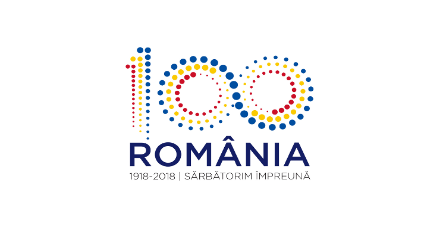 100
ROMÂNIA
1918-2018 | SĂRBĂTORIM ÎMPREUNĂ